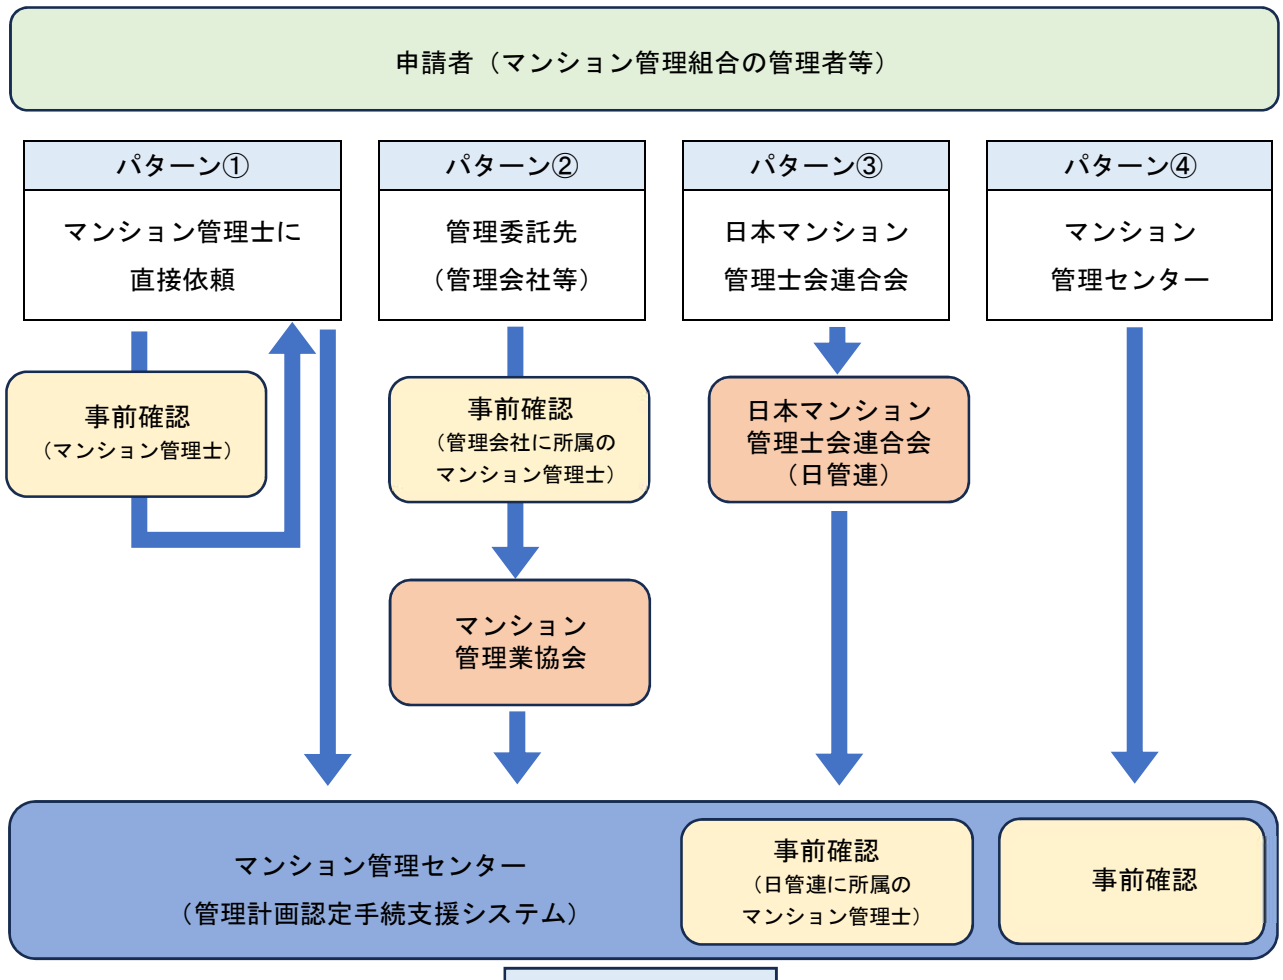 申請者（マンション管理組合の管理者等）
パターン①
マンション管理士に
直接依頼
事前確認
（マンション管理士）
パターン②
管理委託先
（管理会社等）
事前確認
（管理会社に所属の
マンション管理士）
マンション
管理業協会
パターン③
日本マンション
管理士会連合会
日本マンション
管理士会連合会
（日管連）
パターン④
マンション
管理センター
マンション管理センター
（管理計画認定手続支援システム）
事前確認
（日管連に所属の
マンション管理士）
事前確認